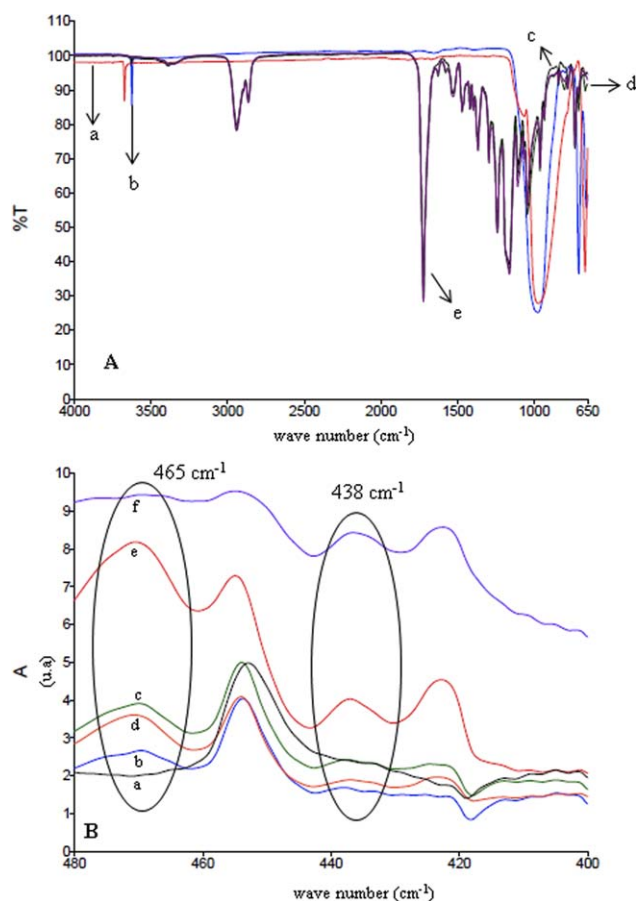 A
%T
110
100
90
80
70
60
50
40
30
20
10
0
a
b
c
d
e
A
4000
3500
3000
2500
2000
1500
1000
650
wave number (cm⁻¹)
B
465 cm⁻¹
438 cm⁻¹
10
9
8
7
6
5
4
3
2
1
0
A
(u.a)
f
e
c
d
b
a
B
480
460
440
420
400
wave number (cm⁻¹)